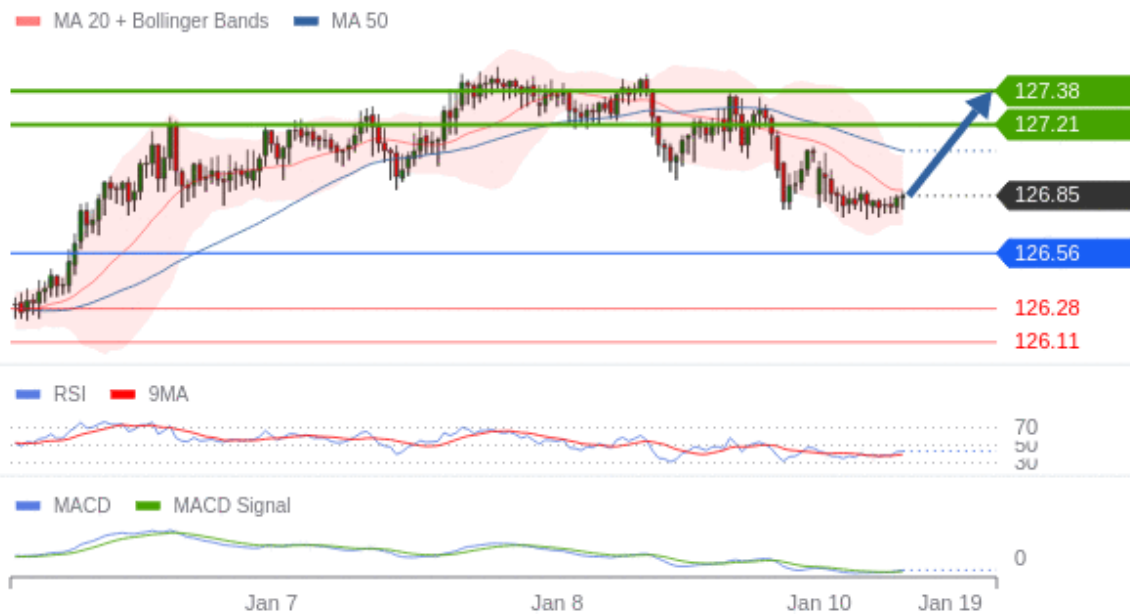 MA 20 + Bollinger Bands MA 50
127.38
127.21
126.85
126.56
126.28
126.11
RSI 9MA
70
50
30
MACD MACD Signal
0
Jan 7 Jan 8 Jan 10 Jan 19